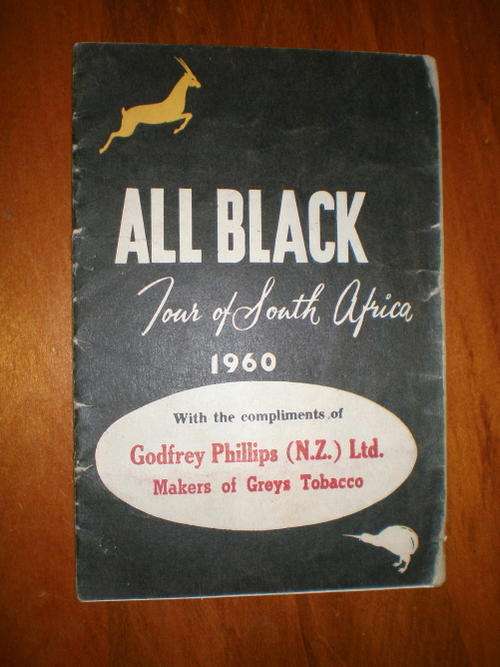 ALL BLACK
Tour of South Africa
1960
With the compliments of
Godfrey Phillips (N.Z.) Ltd.
Makers of Greys Tobacco